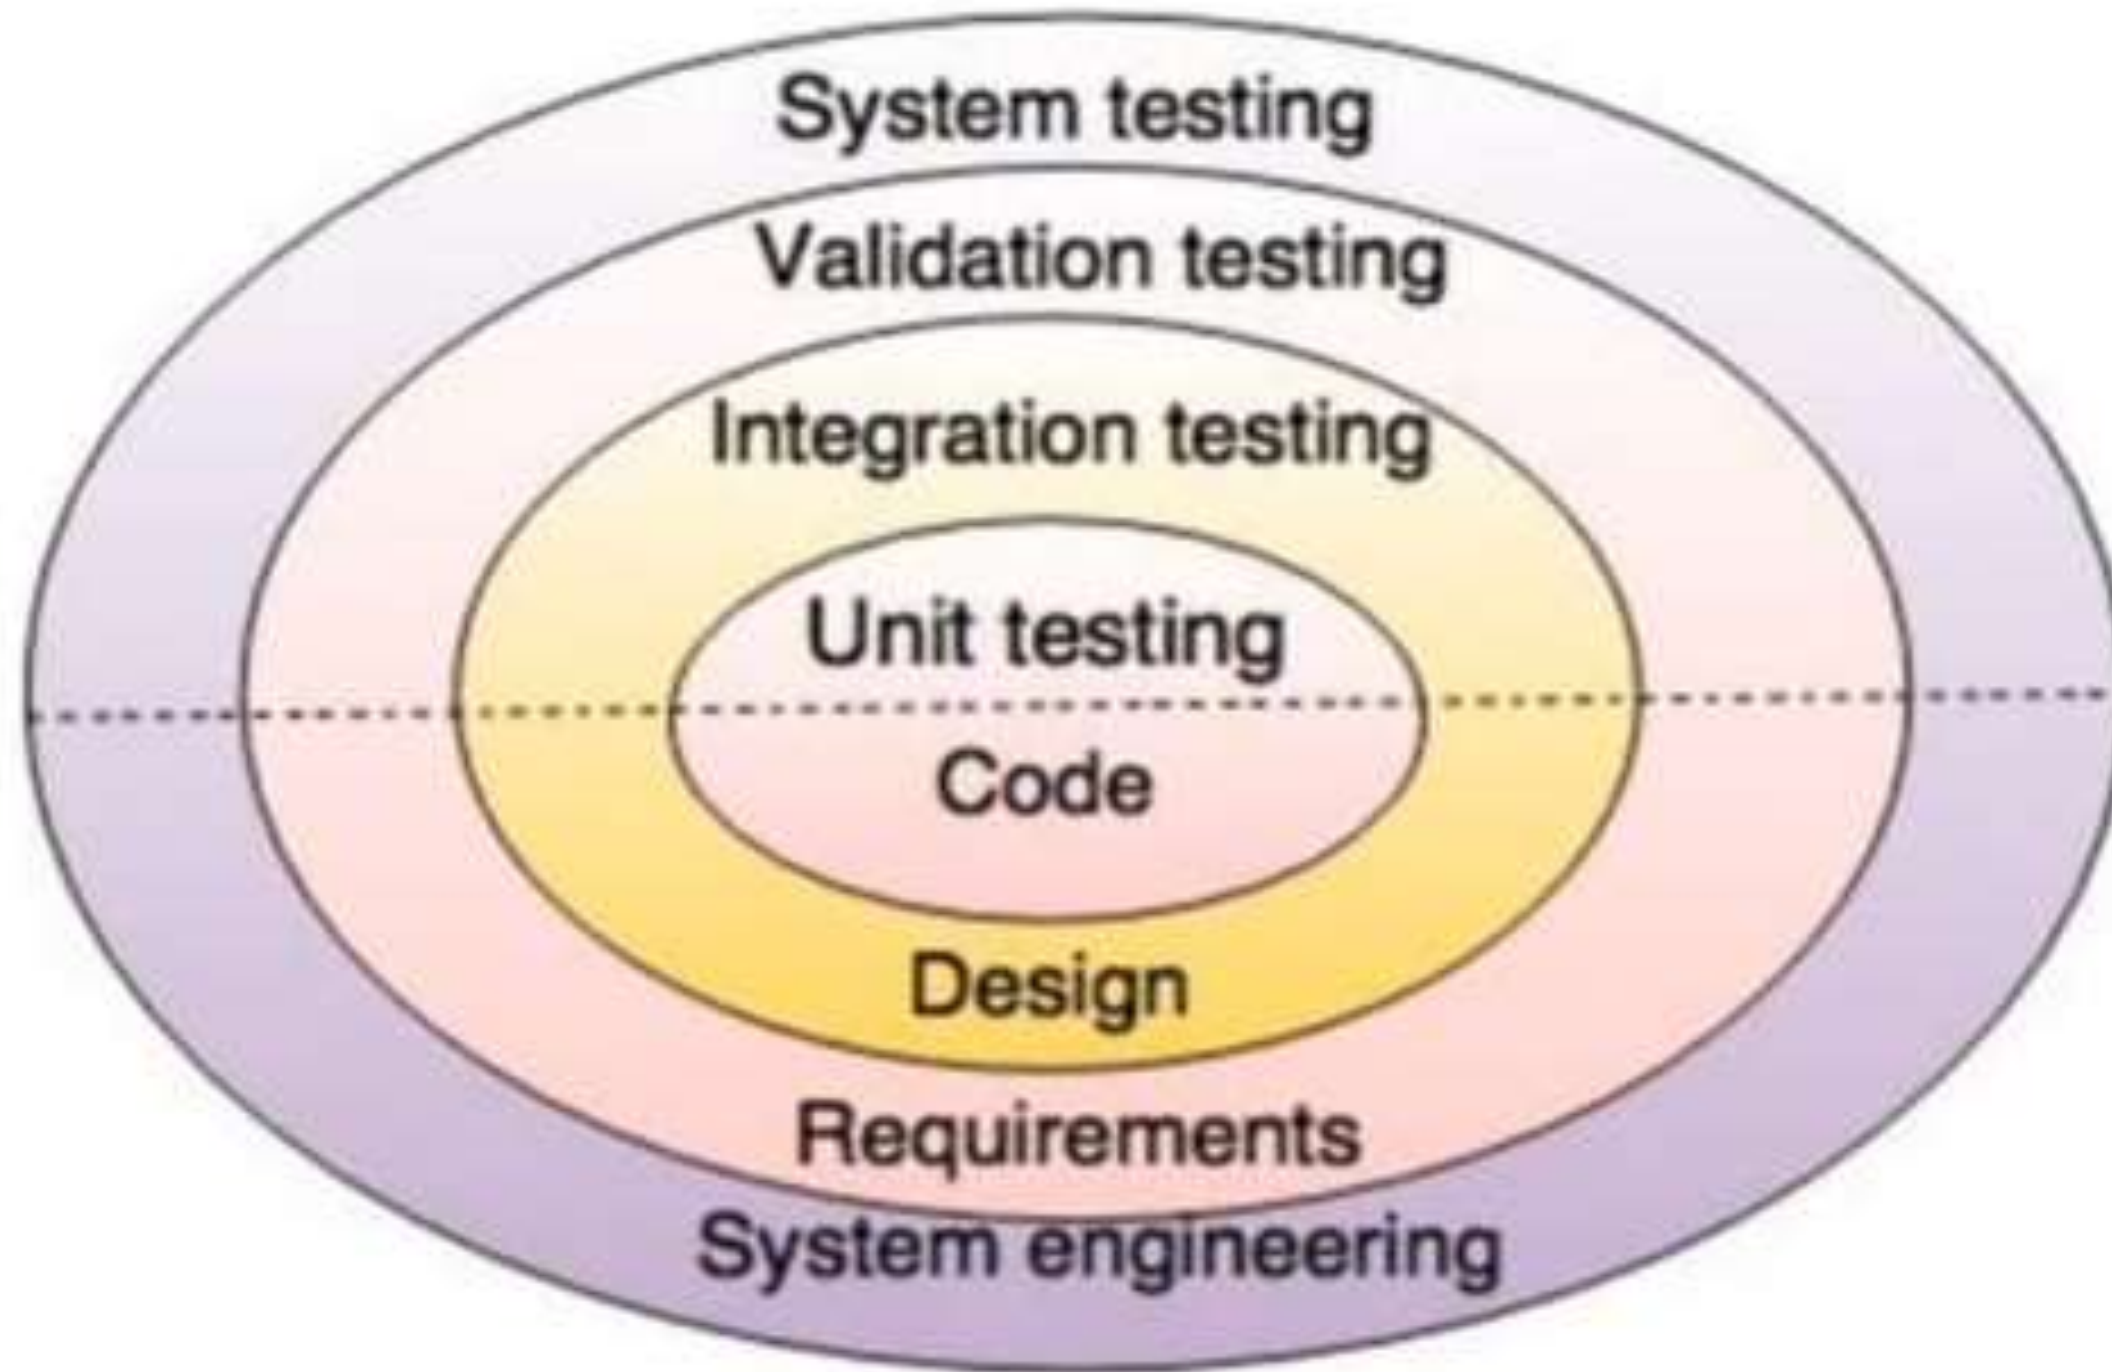 System testing
Validation testing
Integration testing
Unit testing
Code
Design
Requirements
System engineering